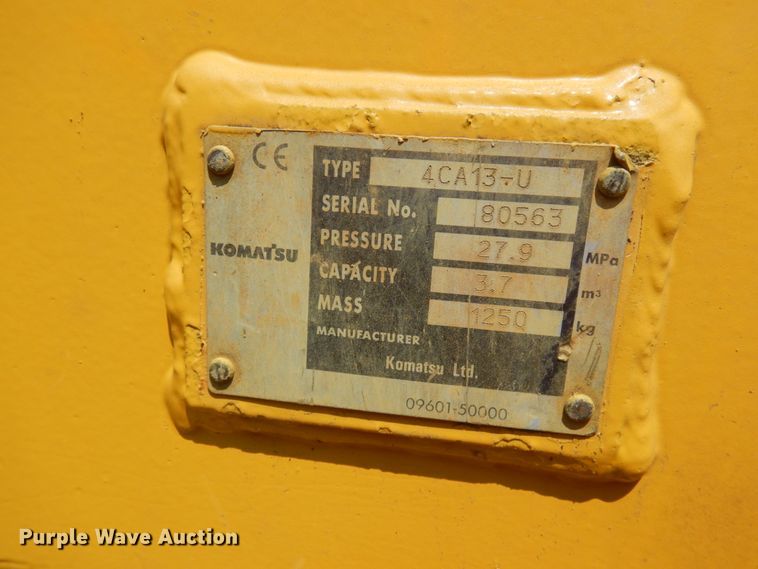 CE
TYPE 4CA13-U
SERIAL No. 80563
PRESSURE 27.9 MPa
KOMATSU
CAPACITY 3.7 m³
MASS 1250 kg
MANUFACTURER
Komatsu Ltd.
09601-50000
Purple Wave Auction